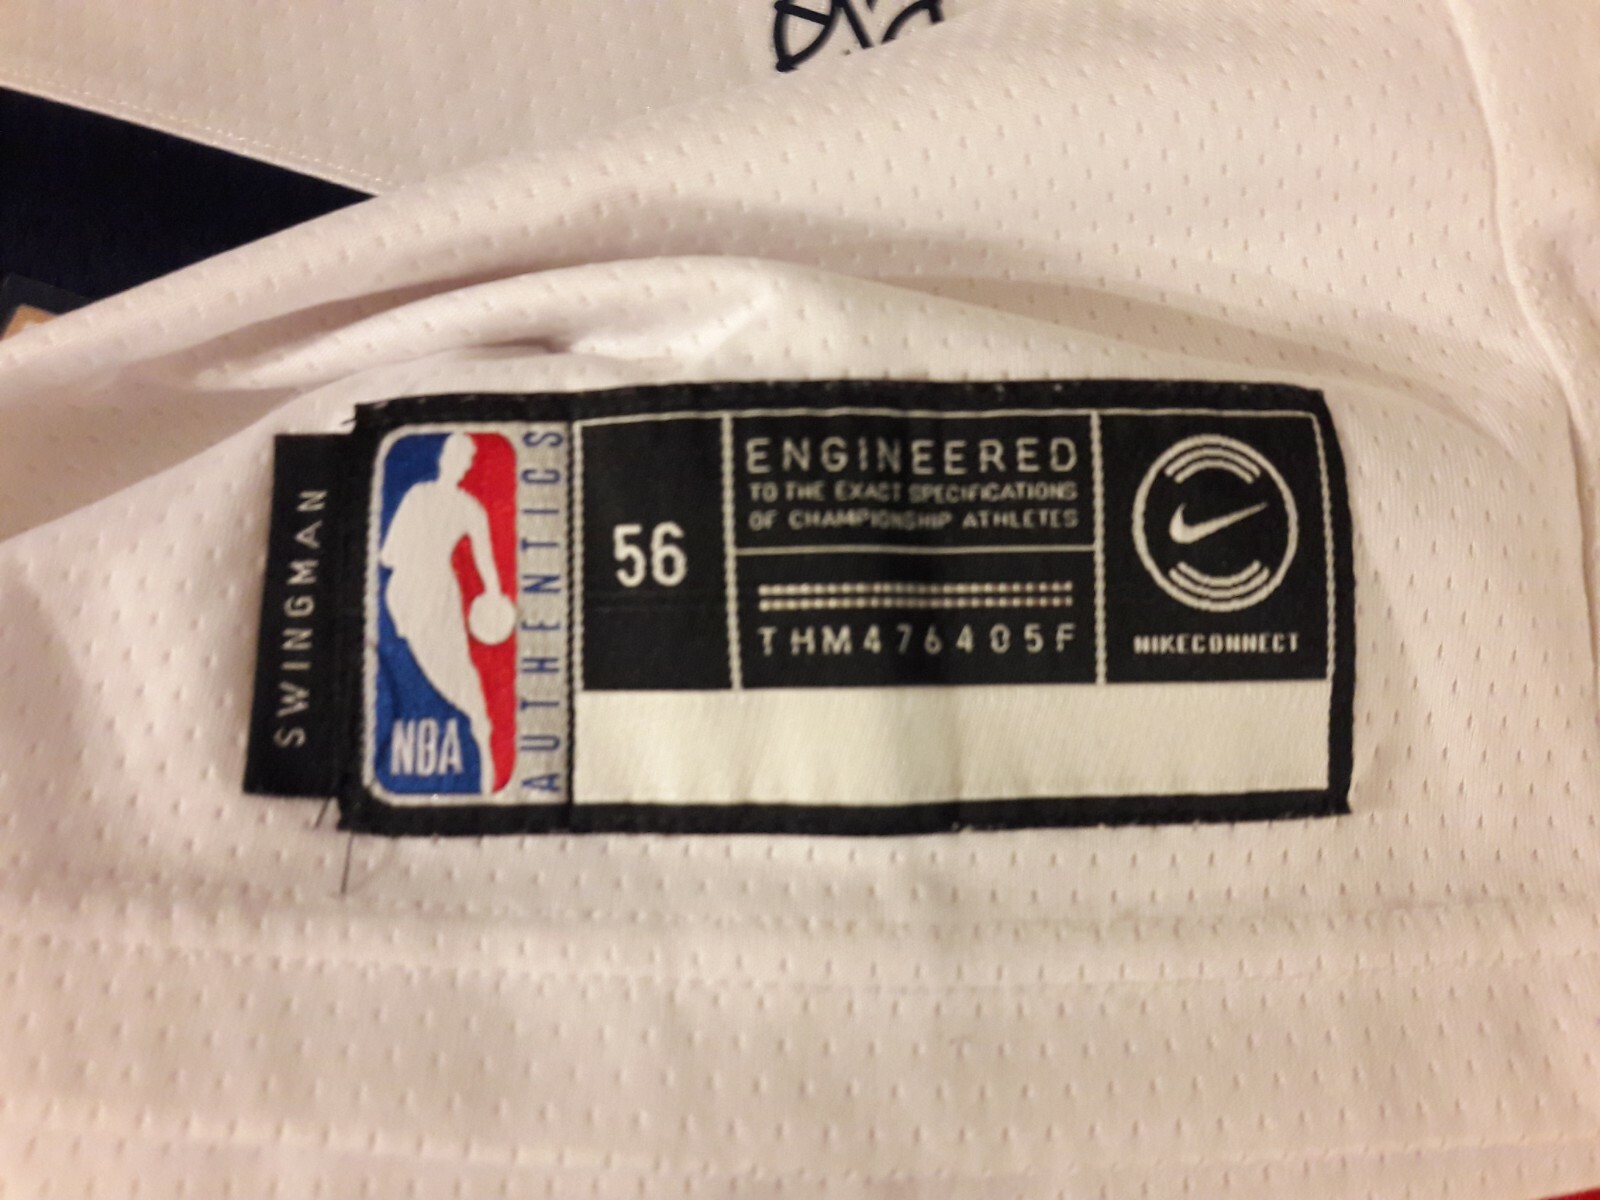 SWINGMAN
NBA
AUTHENTICS
56
ENGINEERED
TO THE EXACT SPECIFICATIONS
OF CHAMPIONSHIP ATHLETES
THM476405F
NIKECONNECT